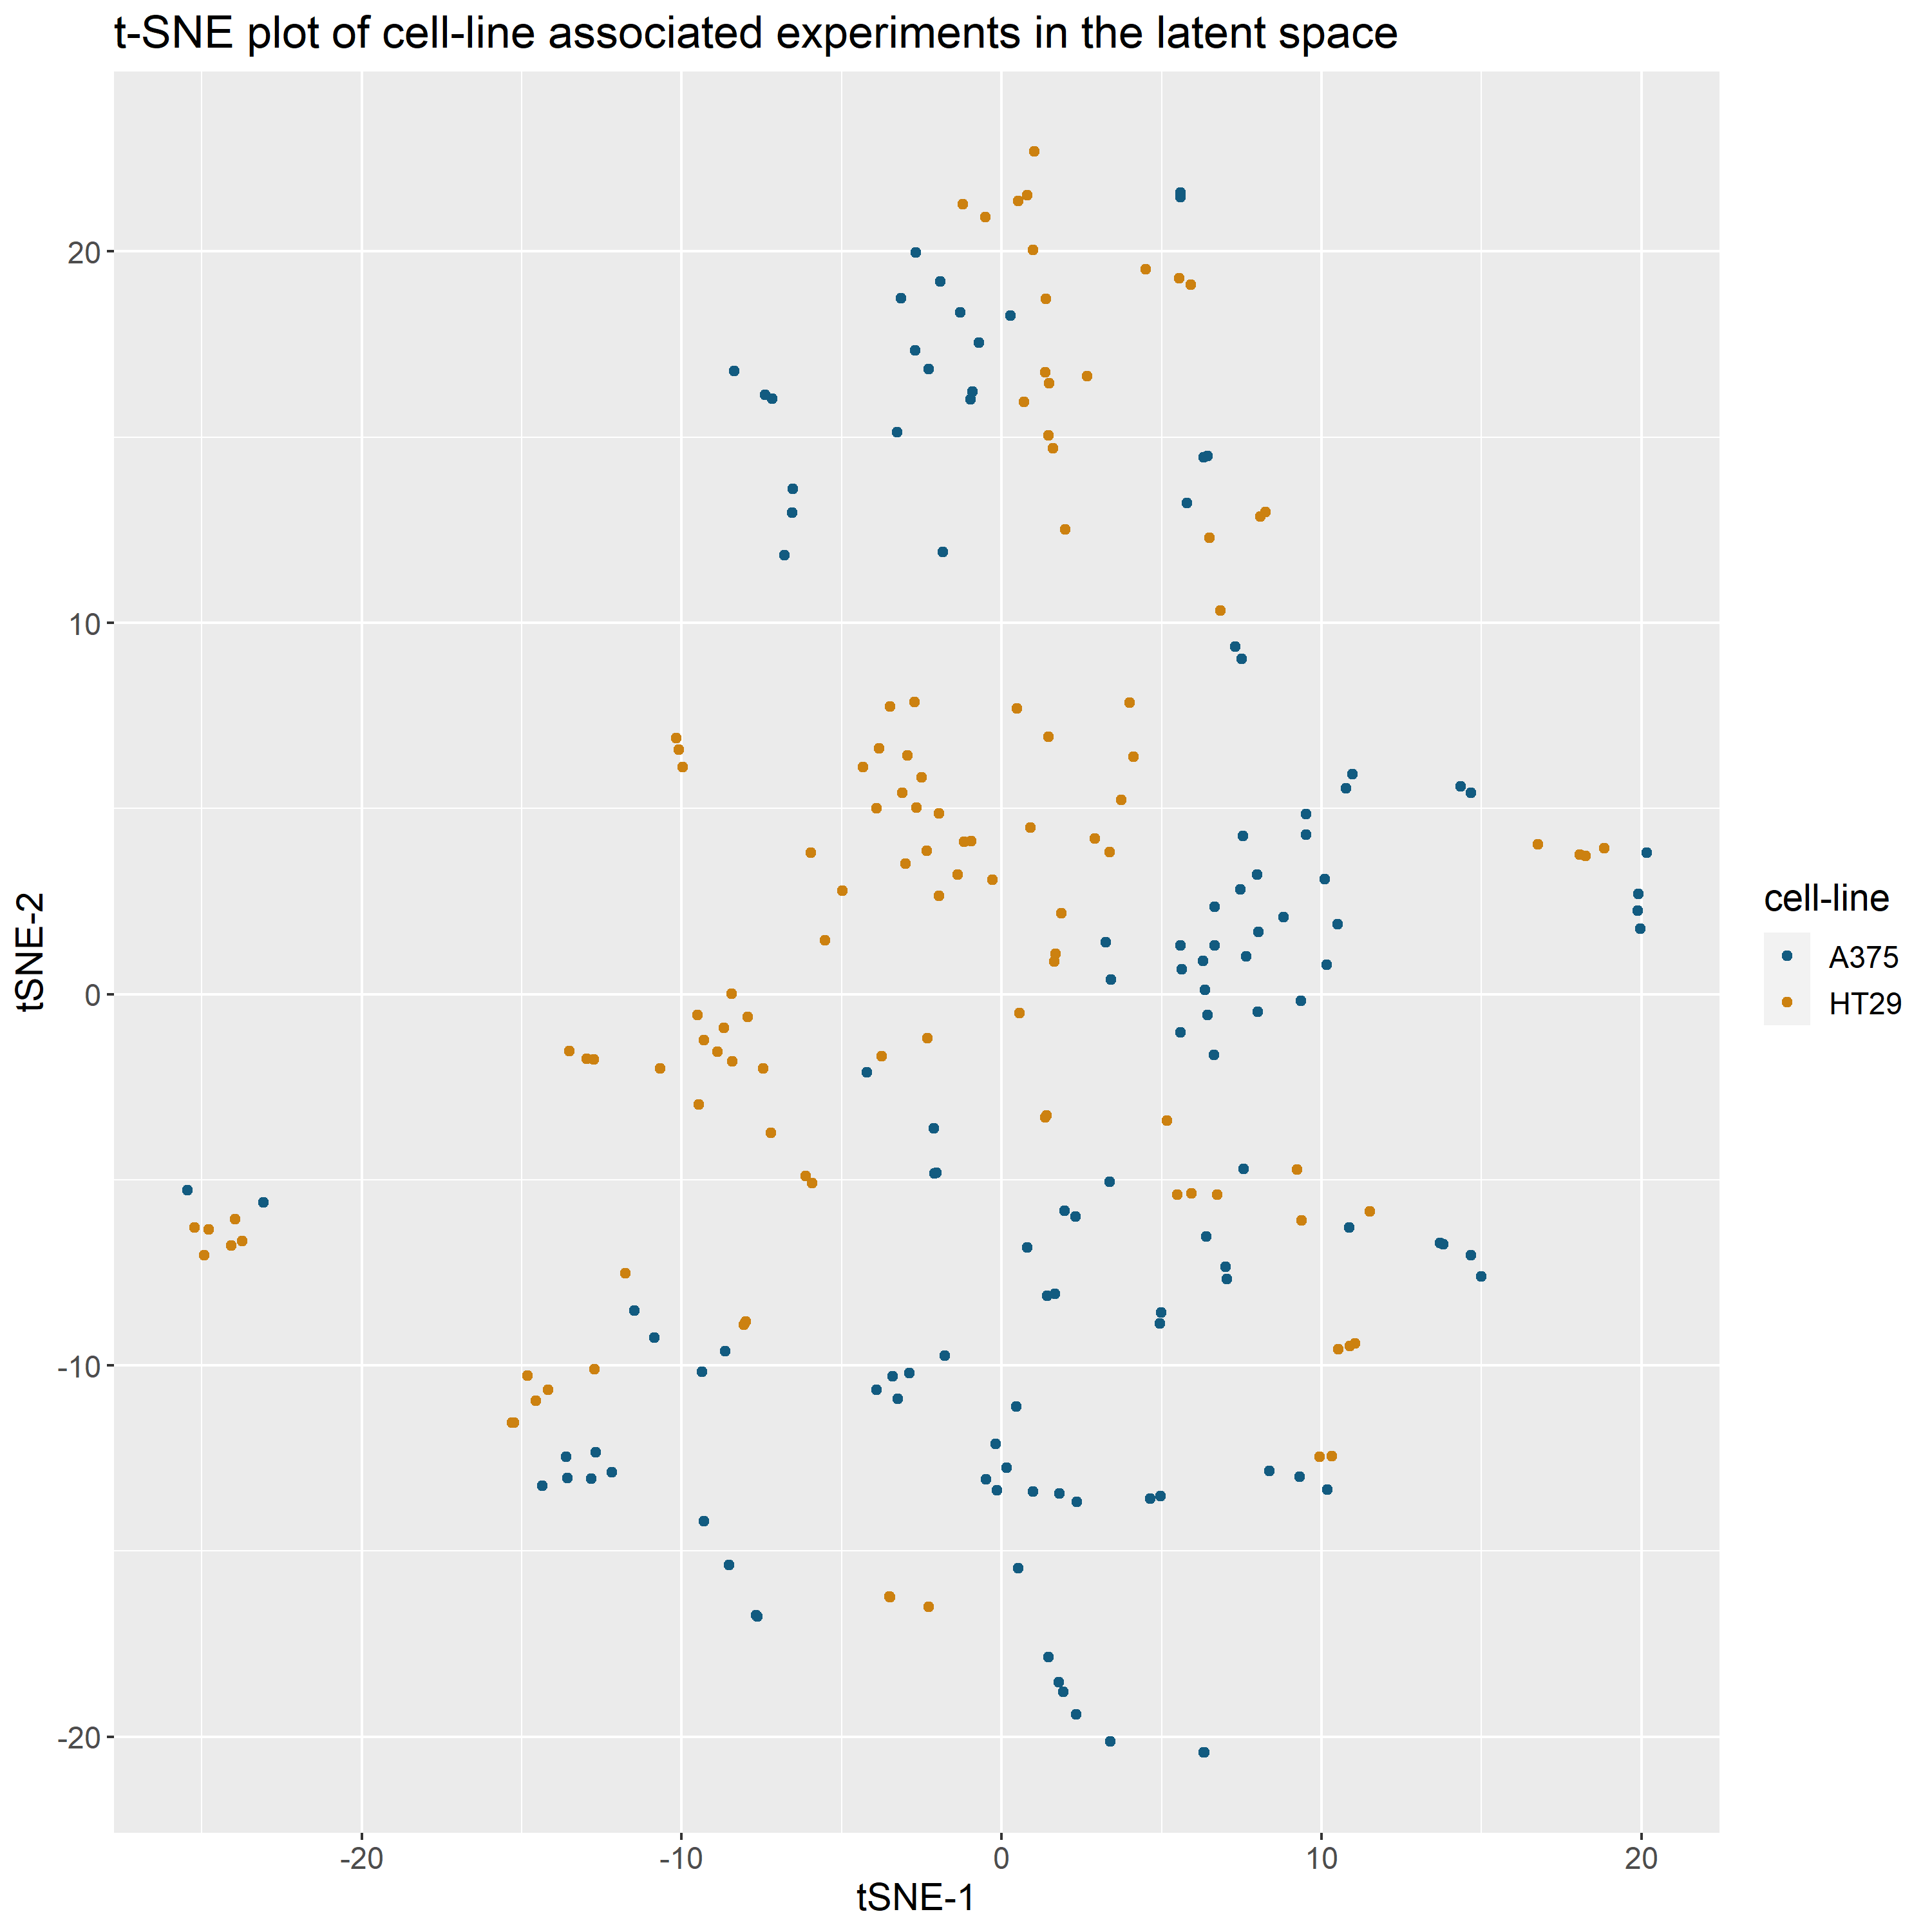 t-SNE plot of cell-line associated experiments in the latent space
20
10
0
-10
-20
tSNE-2
-20
-10
0
10
20
tSNE-1
cell-line
A375
HT29